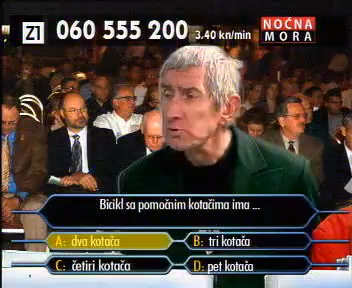 Z1 060 555 200 3.40 kn/min
NOĆNA
MORA
Bicikl sa pomoćnim kotačima ima ...
A: dva kotača
B: tri kotača
C: četiri kotača
D: pet kotača